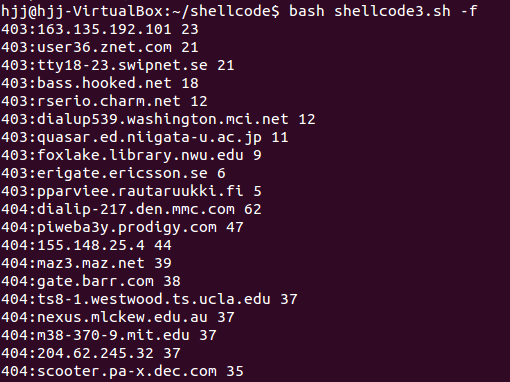 hjj@hjj-VirtualBox:~/shellcode$ bash shellcode3.sh -f
403:163.135.192.101 23
403:user36.znet.com 21
403:tty18-23.swipnet.se 21
403:bass.hooked.net 18
403:rserio.charm.net 12
403:dialup539.washington.mci.net 12
403:quasar.ed.niigata-u.ac.jp 11
403:foxlake.library.nwu.edu 9
403:erigate.ericsson.se 6
403:pparviee.rautaruukki.fi 5
404:dialip-217.den.mmc.com 62
404:piweba3y.prodigy.com 47
404:155.148.25.4 44
404:maz3.maz.net 39
404:gate.barr.com 38
404:ts8-1.westwood.ts.ucla.edu 37
404:nexus.mlckew.edu.au 37
404:m38-370-9.mit.edu 37
404:204.62.245.32 37
404:scooter.pa-x.dec.com 35